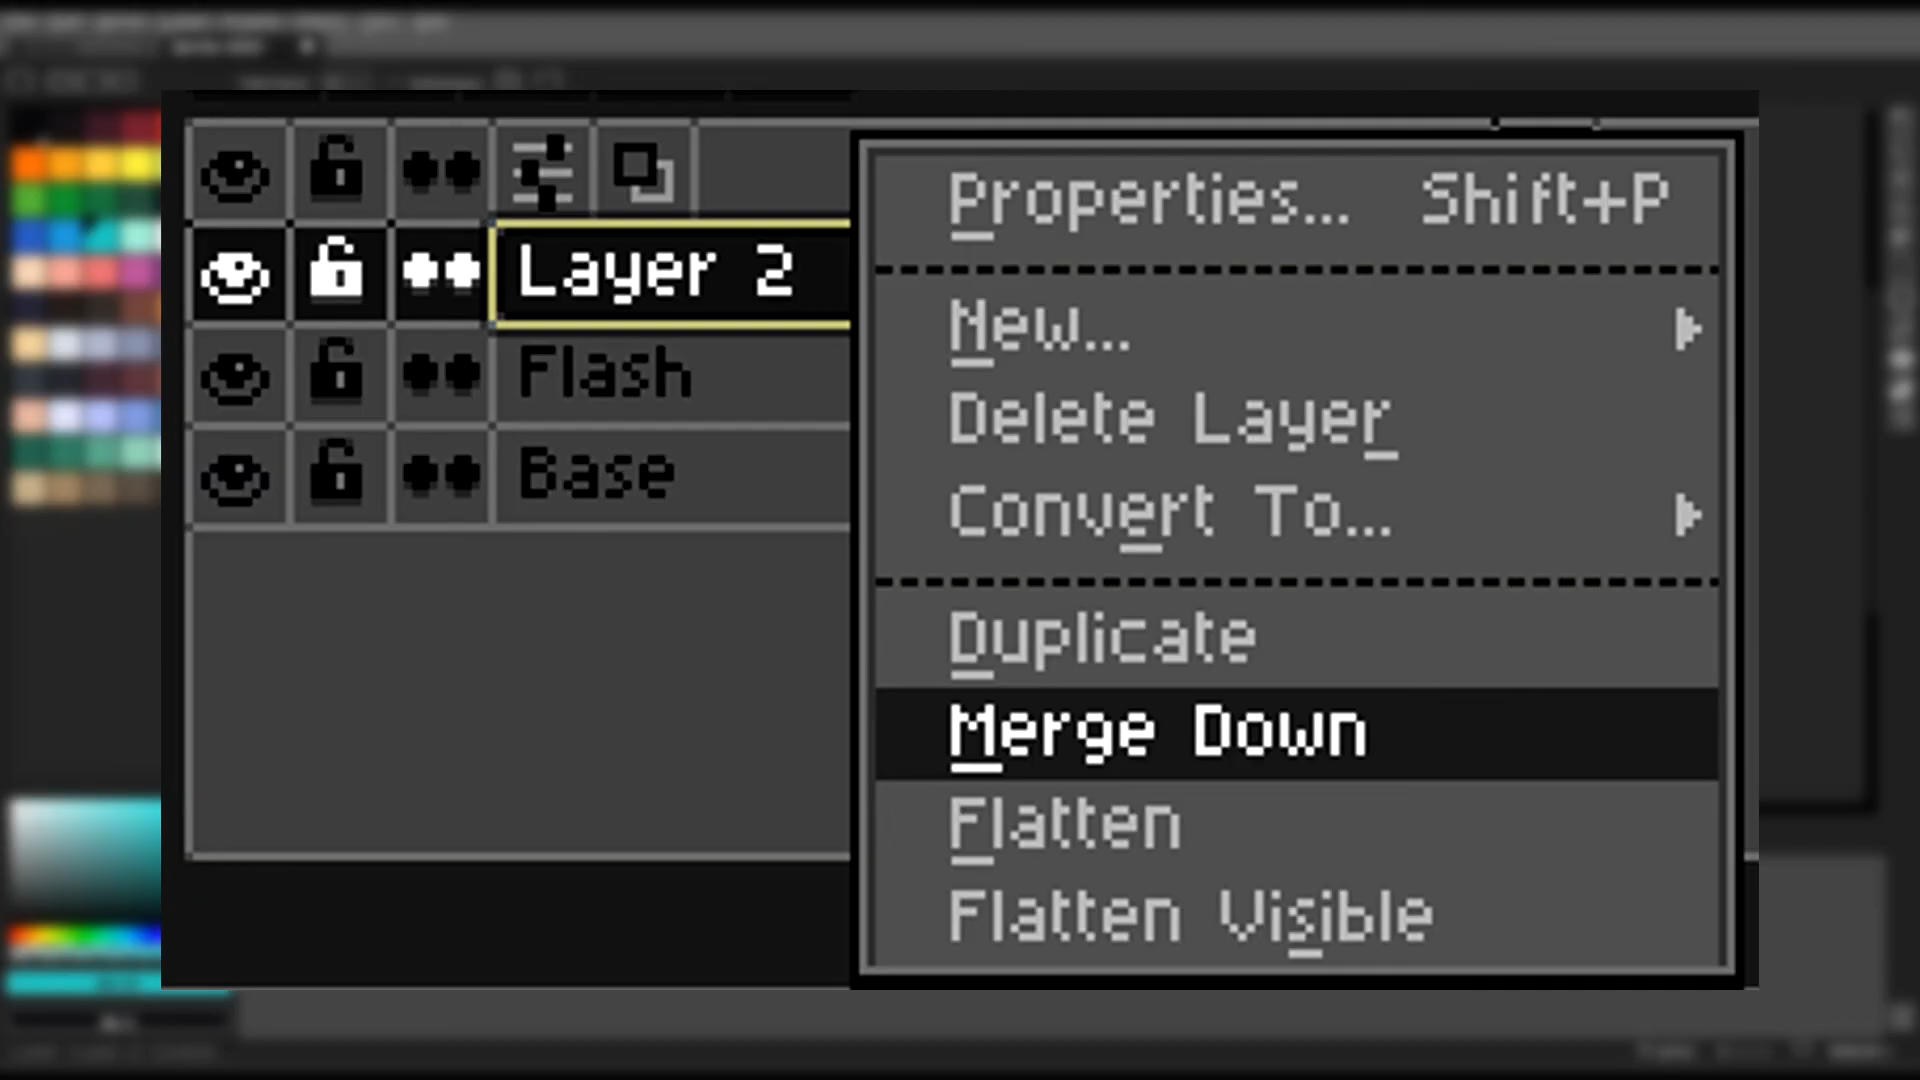 Layer 2
Flash
Base
Properties... Shift+P
New...
Delete Layer
Convert To...
Duplicate
Merge Down
Flatten
Flatten Visible